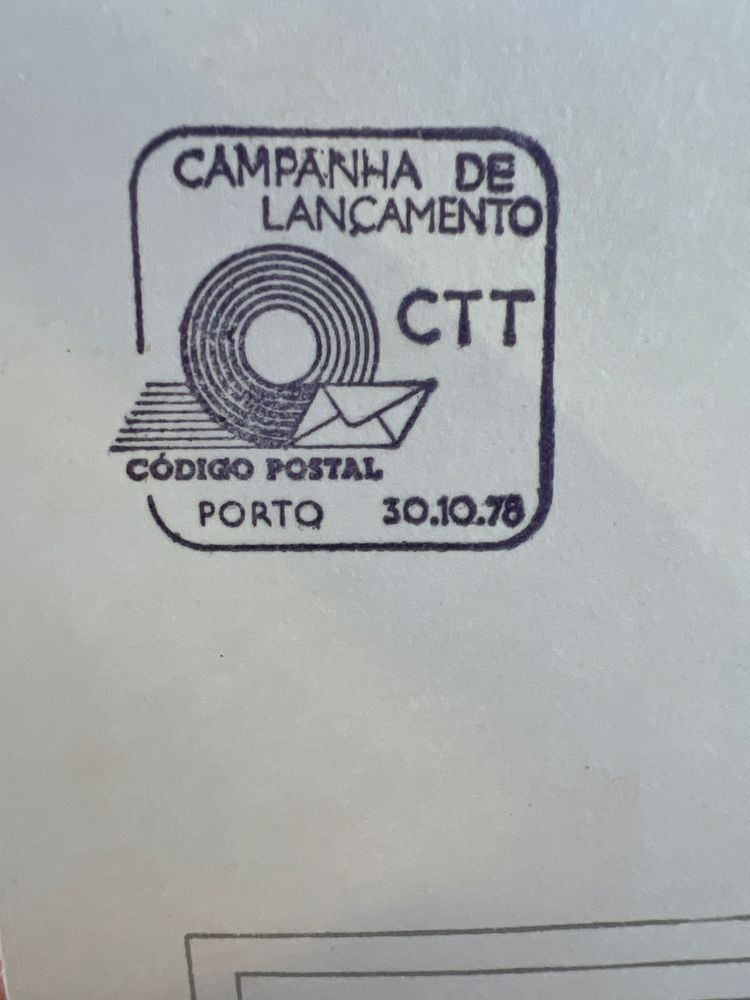 CAMPANHA DE
LANÇAMENTO
CTT
CÓDIGO POSTAL
PORTO 30.10.78